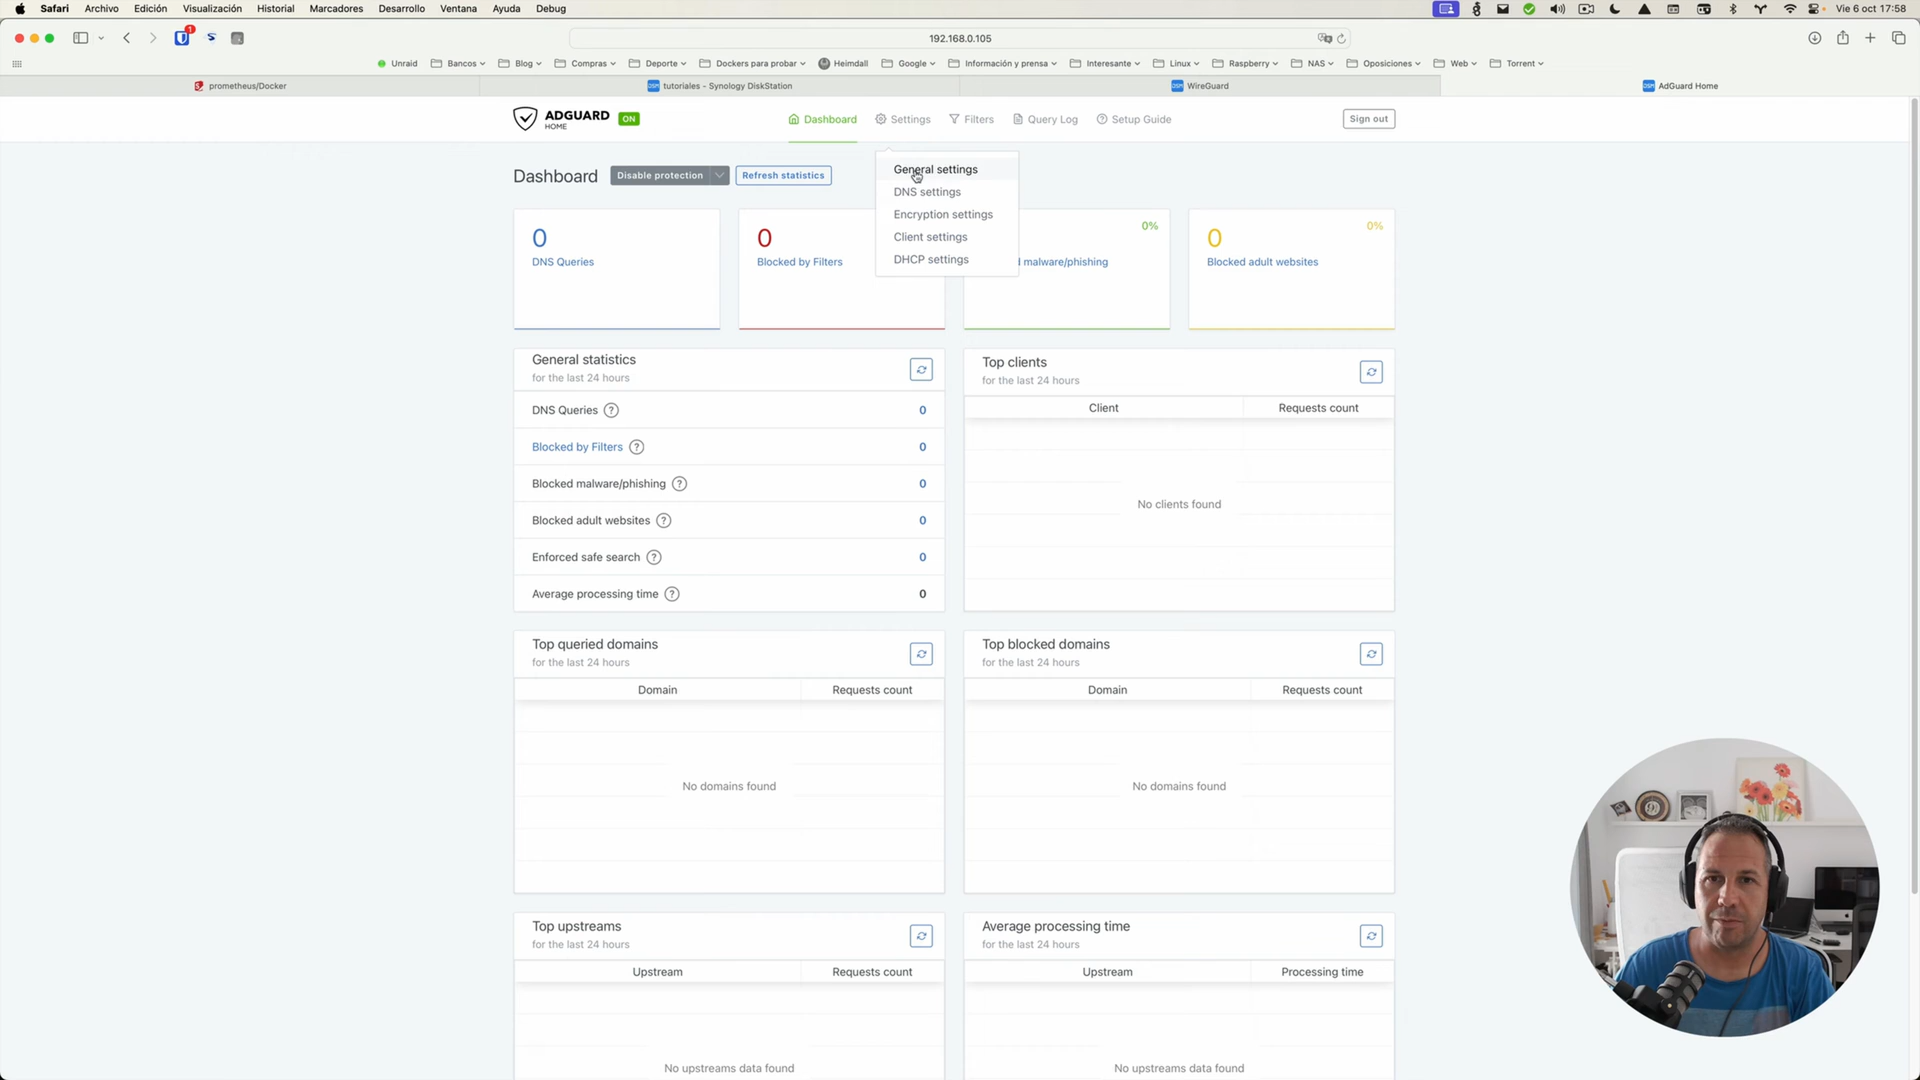 Safari Archivo Edición Visualización Historial Marcadores Desarrollo Ventana Ayuda Debug Vie 6 oct 17:58
1 192.168.0.105
Unraid Bancos Blog Compras Deporte Dockers para probar Heimdall Google Información y prensa Interesante Linux Raspberry NAS Oposiciones Web Torrent
prometheus/Docker DSM tutoriales - Synology DiskStation DSM WireGuard DSM AdGuard Home
ADGUARD HOME ON Dashboard Settings Filters Query Log Setup Guide Sign out
Dashboard Disable protection Refresh statistics
General settings
DNS settings
Encryption settings
Client settings
DHCP settings
0
DNS Queries
0
Blocked by Filters
0%
malware/phishing
0 0%
Blocked adult websites
General statistics
for the last 24 hours
DNS Queries ? 0
Blocked by Filters ? 0
Blocked malware/phishing ? 0
Blocked adult websites ? 0
Enforced safe search ? 0
Average processing time ? 0
Top clients
for the last 24 hours
Client Requests count
No clients found
Top queried domains
for the last 24 hours
Domain Requests count
No domains found
Top blocked domains
for the last 24 hours
Domain Requests count
No domains found
Top upstreams
for the last 24 hours
Upstream Requests count
No upstreams data found
Average processing time
for the last 24 hours
Upstream Processing time
No upstreams data found